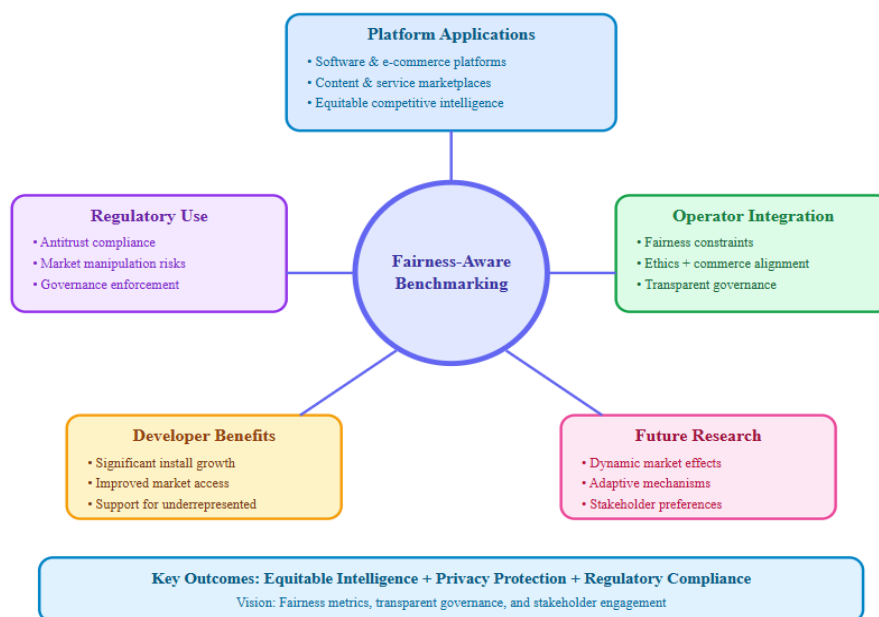 Platform Applications
• Software & e-commerce platforms
• Content & service marketplaces
• Equitable competitive intelligence
Regulatory Use
• Antitrust compliance
• Market manipulation risks
• Governance enforcement
Fairness-Aware
Benchmarking
Operator Integration
• Fairness constraints
• Ethics + commerce alignment
• Transparent governance
Developer Benefits
• Significant install growth
• Improved market access
• Support for underrepresented
Future Research
• Dynamic market effects
• Adaptive mechanisms
• Stakeholder preferences
Key Outcomes: Equitable Intelligence + Privacy Protection + Regulatory Compliance
Vision: Fairness metrics, transparent governance, and stakeholder engagement